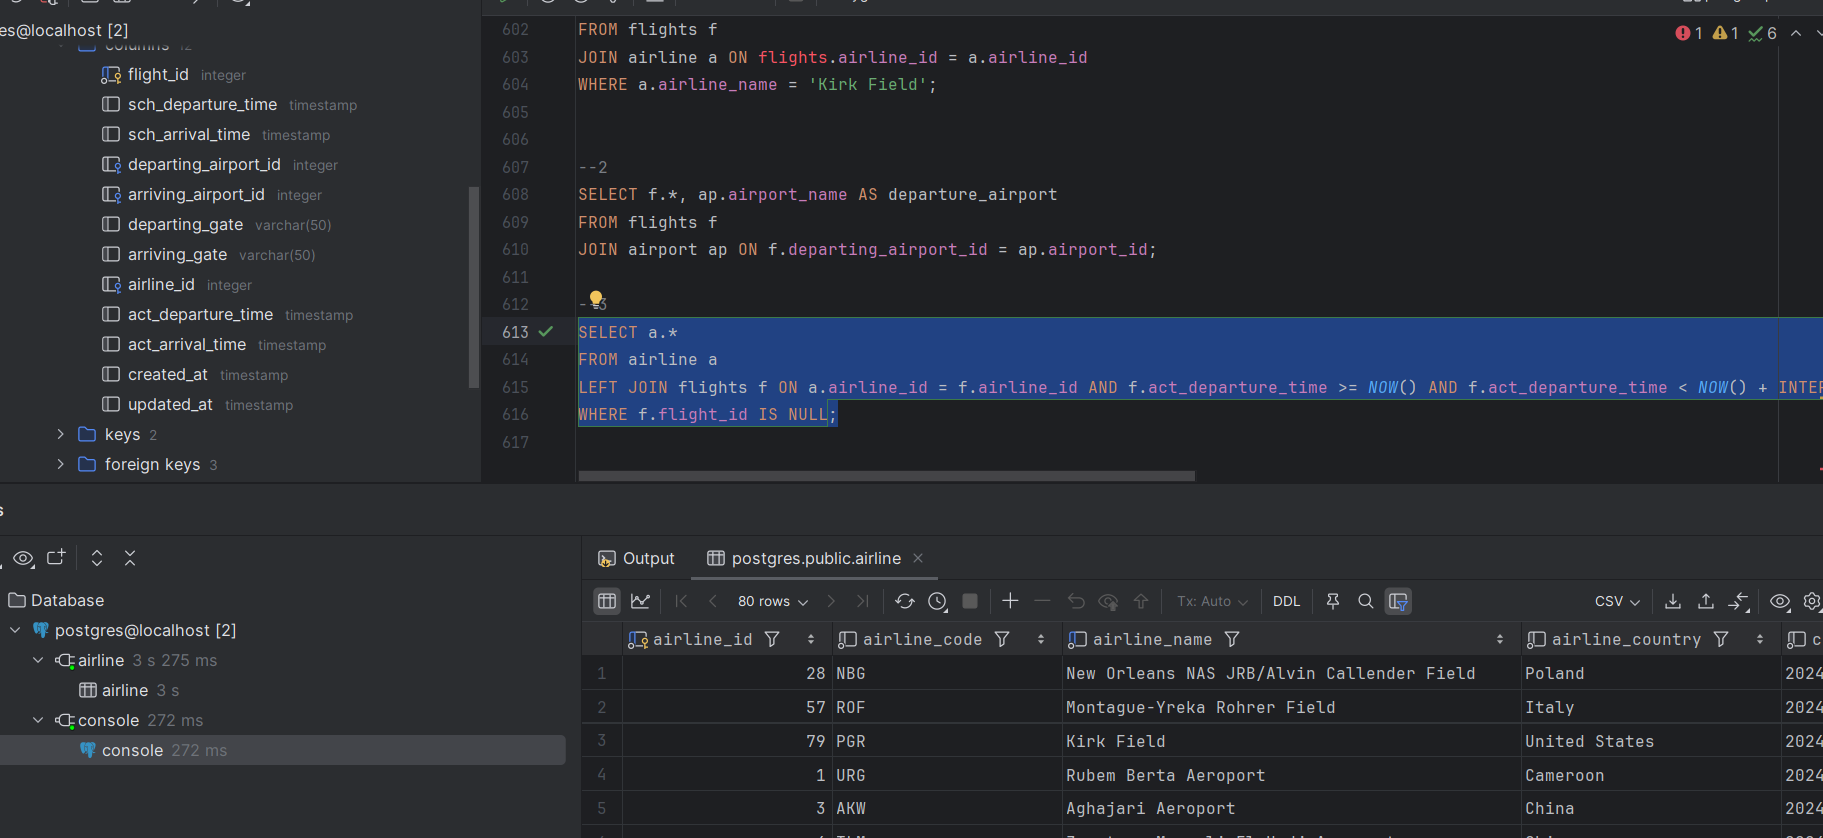 es@localhost [2]
columns 12
flight_id integer
sch_departure_time timestamp
sch_arrival_time timestamp
departing_airport_id integer
arriving_airport_id integer
departing_gate varchar(50)
arriving_gate varchar(50)
airline_id integer
act_departure_time timestamp
act_arrival_time timestamp
created_at timestamp
updated_at timestamp
keys 2
foreign keys 3
1 1 6
602 FROM flights f
603 JOIN airline a ON flights.airline_id = a.airline_id
604 WHERE a.airline_name = 'Kirk Field';
605
606
607 --2
608 SELECT f.*, ap.airport_name AS departure_airport
609 FROM flights f
610 JOIN airport ap ON f.departing_airport_id = ap.airport_id;
611
612 --3
613 SELECT a.*
614 FROM airline a
615 LEFT JOIN flights f ON a.airline_id = f.airline_id AND f.act_departure_time >= NOW() AND f.act_departure_time < NOW() + INTE
616 WHERE f.flight_id IS NULL;
617
s
Database
postgres@localhost [2]
airline 3 s 275 ms
airline 3 s
console 272 ms
console 272 ms
Output postgres.public.airline
80 rows Tx: Auto DDL CSV
airline_id airline_code airline_name airline_country c
1 28 NBG New Orleans NAS JRB/Alvin Callender Field Poland 2024
2 57 ROF Montague-Yreka Rohrer Field Italy 2024
3 79 PGR Kirk Field United States 2024
4 1 URG Rubem Berta Aeroport Cameroon 2024
5 3 AKW Aghajari Aeroport China 2024